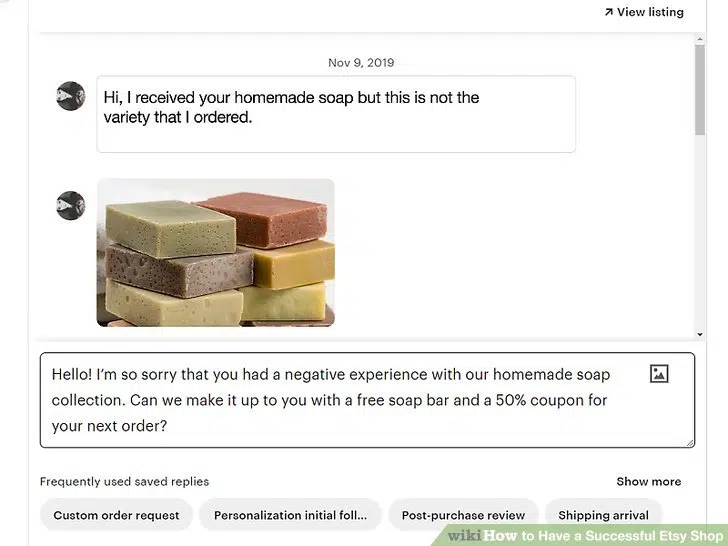 View listing
Nov 9, 2019
Hi, I received your homemade soap but this is not the
variety that I ordered.
Hello! I'm so sorry that you had a negative experience with our homemade soap
collection. Can we make it up to you with a free soap bar and a 50% coupon for
your next order?
Frequently used saved replies
Show more
Custom order request
Personalization initial foll...
Post-purchase review
Shipping arrival
wikiHow to Have a Successful Etsy Shop